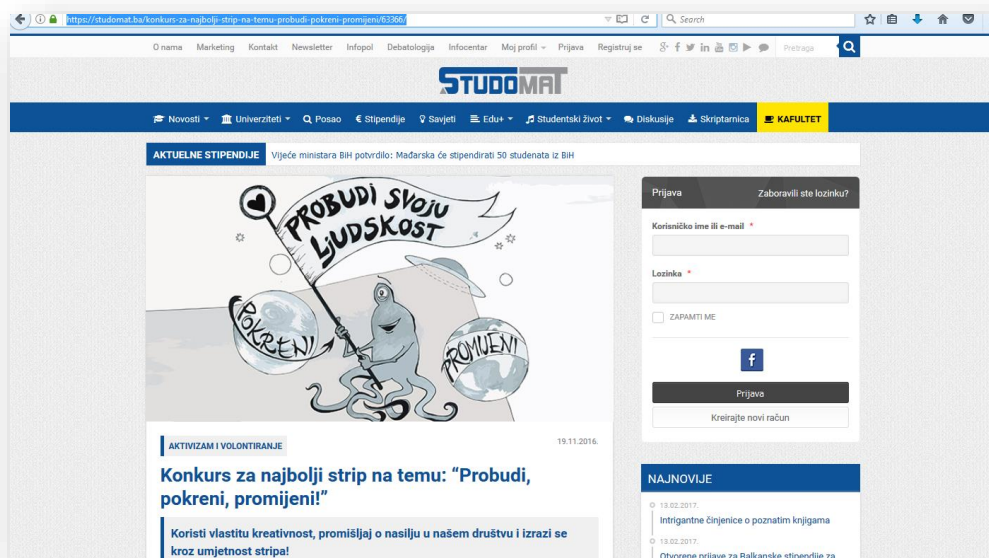 https://studomat.ba/konkurs-za-najbolji-strip-na-temu-probudi-pokreni-promijeni/63366/
Search
O nama Marketing Kontakt Newsletter Infopol Debatologija Infocentar Moj profil Prijava Registruj se Pretraga
STUDOMAT
Novosti Univerziteti Posao € Stipendije Savjeti Edu+ Studentski život Diskusije Skriptarnica KAFULTET
AKTUELNE STIPENDIJE Vijeće ministara BiH potvrdilo: Mađarska će stipendirati 50 studenata iz BiH
PROBUDI SVOJU
LJUDSKOST
POKRENI
PROMIJENI
AKTIVIZAM I VOLONTIRANJE
19.11.2016.
Konkurs za najbolji strip na temu: “Probudi,
pokreni, promijeni!”
Koristi vlastitu kreativnost, promišljaj o nasilju u našem društvu i izrazi se
kroz umjetnost stripa!
Prijava Zaboravili ste lozinku?
Korisničko ime ili e-mail *
Lozinka *
ZAPAMTI ME
f
Prijava
Kreirajte novi račun
NAJNOVIJE
13.02.2017.
Intrigantne činjenice o poznatim knjigama
13.02.2017.
Otvorene prijave za Balkanske stipendije za